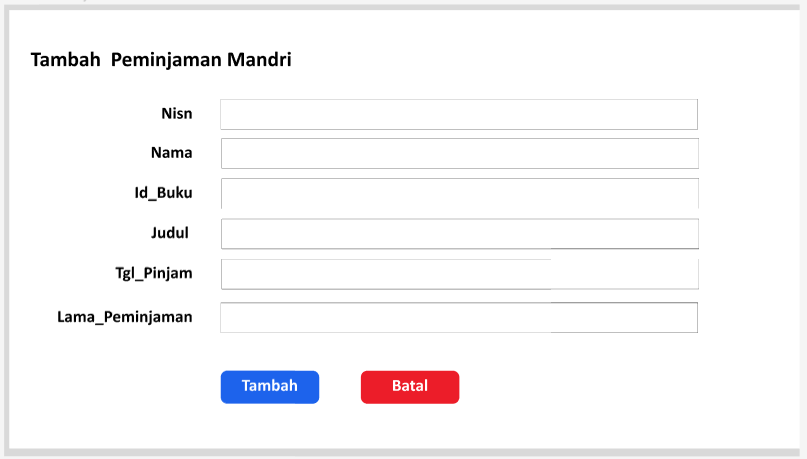 Tambah Peminjaman Mandri
Nisn
Nama
Id_Buku
Judul
Tgl_Pinjam
Lama_Peminjaman
Tambah Batal